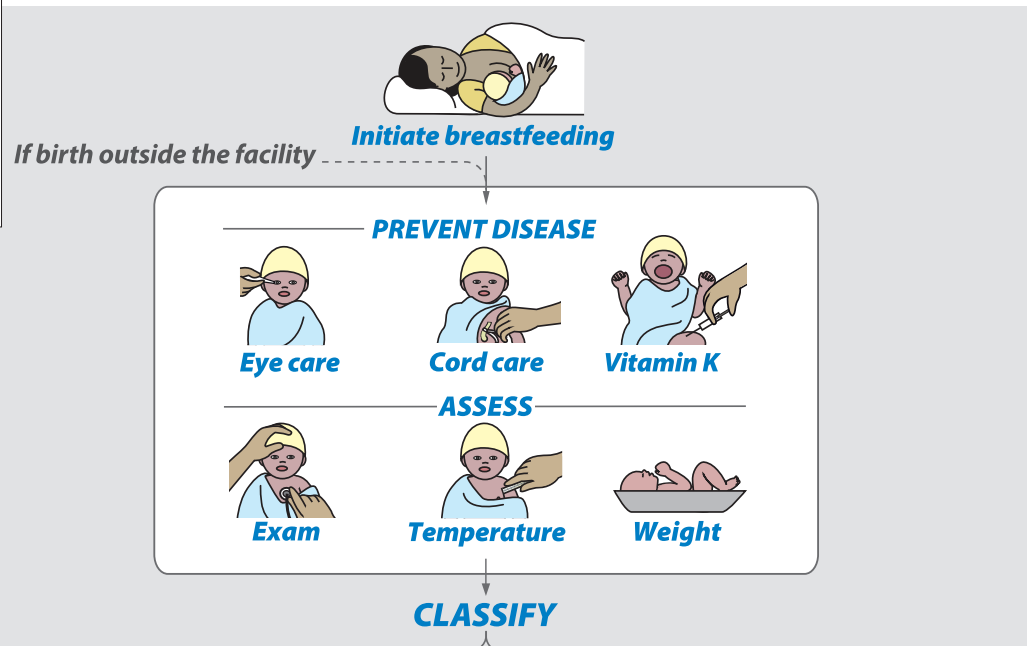 Initiate breastfeeding
If birth outside the facility
PREVENT DISEASE
Eye care
Cord care
Vitamin K
ASSESS
Exam
Temperature
Weight
CLASSIFY